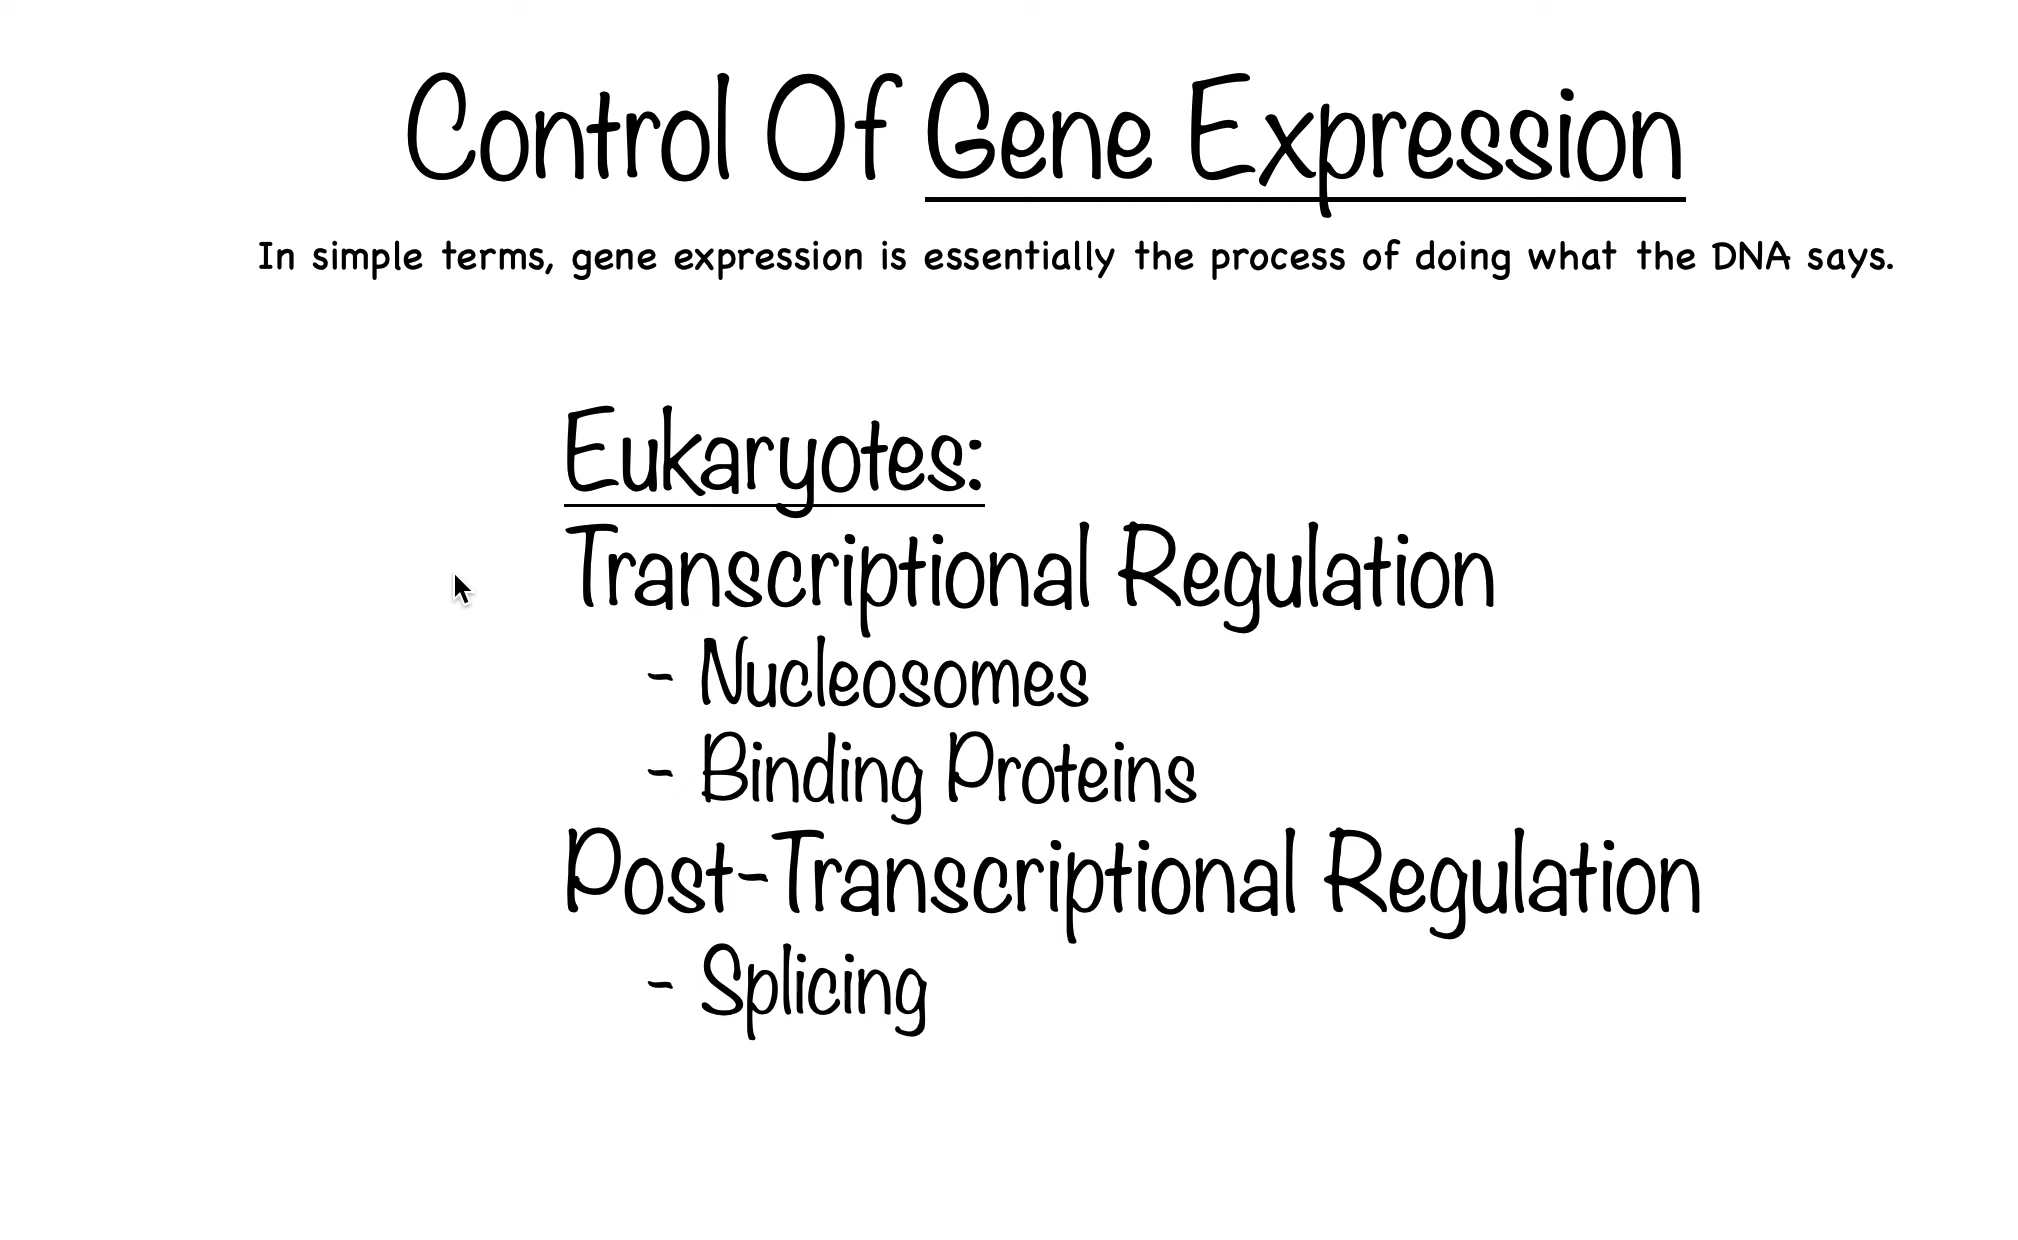 Control Of Gene Expression
In simple terms, gene expression is essentially the process of doing what the DNA says.
Eukaryotes:
Transcriptional Regulation
- Nucleosomes
- Binding Proteins
Post-Transcriptional Regulation
- Splicing